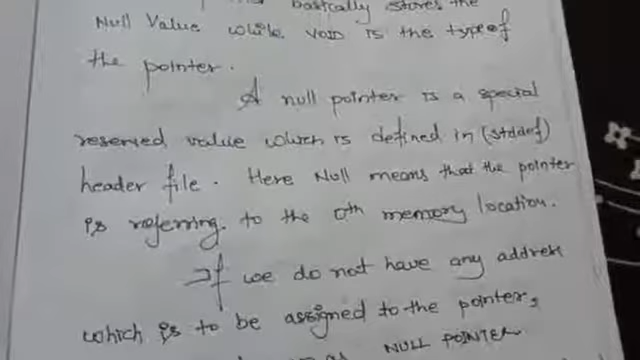 basically stores the
Null Value while void is the type of
the pointer.
A null pointer is a special
reserved value which is defined in (stddef)
header file. Here Null means that the pointer
is referring to the 0th memory location.
If we do not have any address
which is to be assigned to the pointer,
NULL POINTER